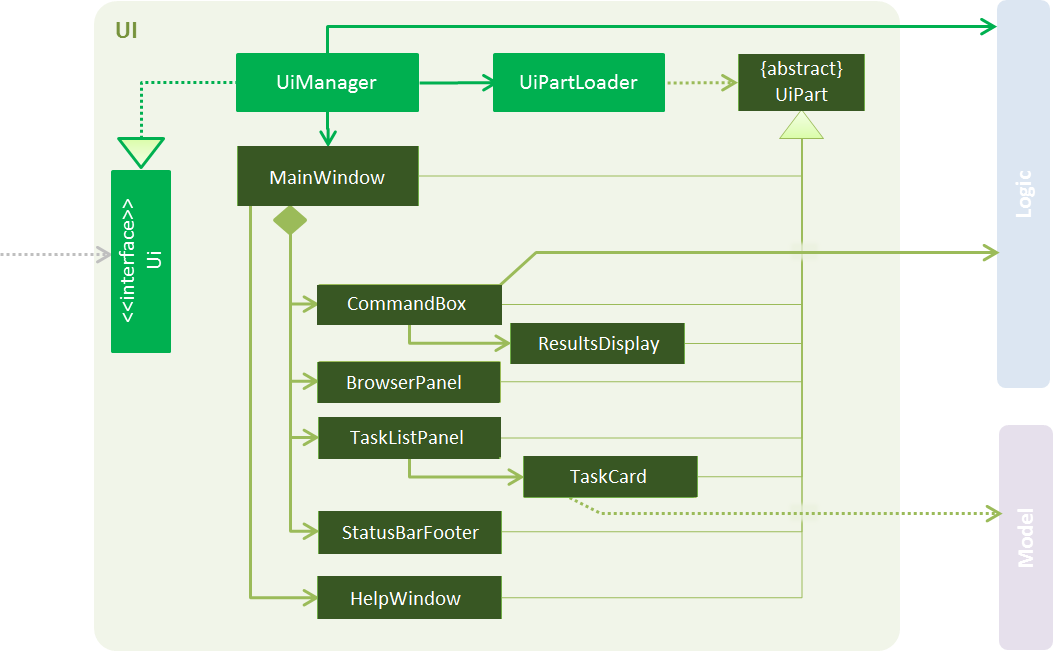 UI
UiManager
UiPartLoader
{abstract}
UiPart
MainWindow
<<interface>>
Ui
Logic
CommandBox
ResultsDisplay
BrowserPanel
TaskListPanel
TaskCard
StatusBarFooter
Model
HelpWindow